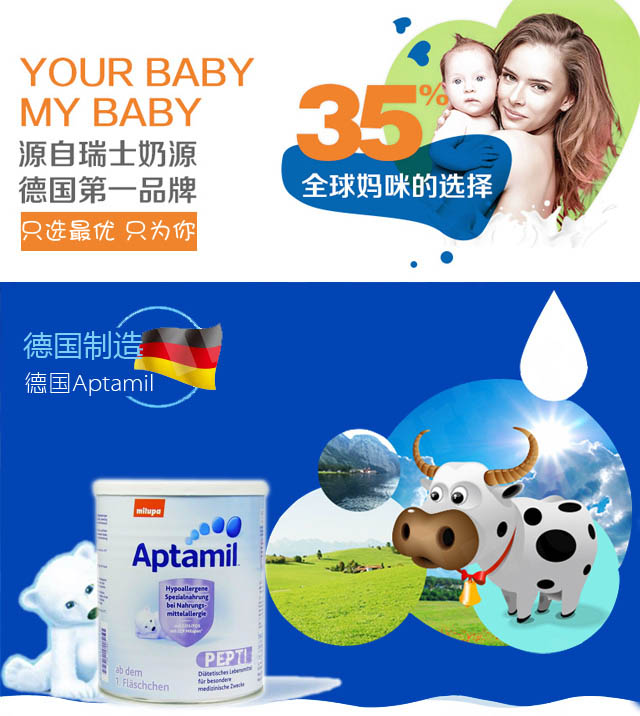 YOUR BABY
MY BABY
源自瑞士奶源
德国第一品牌
只选最优 只为你
35%
全球妈咪的选择
德国制造
德国Aptamil
milupa
Aptamil
Hypoallergene
Spezialnahrung
bei Nahrungs-
mittelallergie
PEPTI
ab dem
1. Fläschchen
Diätetisches Lebensmittel
für besondere
medizinische Zwecke